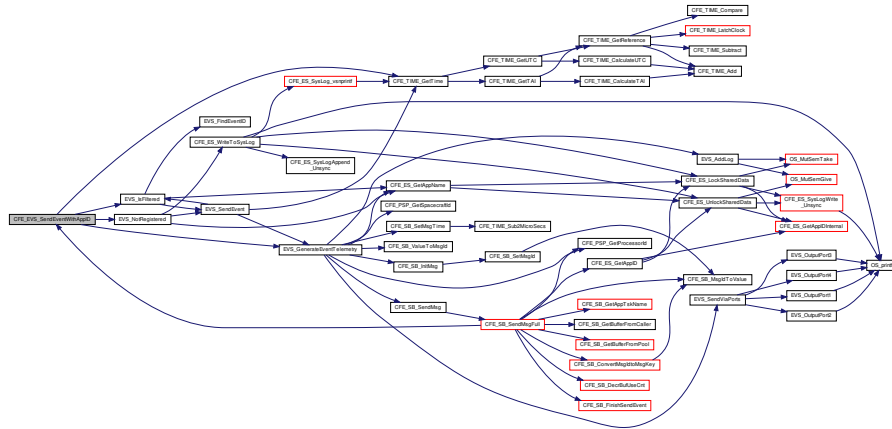 CFE_TIME_Compare
CFE_TIME_GetReference
CFE_TIME_LatchClock
CFE_TIME_Subtract
CFE_TIME_GetUTC
CFE_TIME_CalculateUTC
CFE_TIME_Add
CFE_ES_SysLog_vsnprintf
CFE_TIME_GetTime
CFE_TIME_GetTAI
CFE_TIME_CalculateTAI
EVS_FindEventID
CFE_ES_WriteToSysLog
CFE_ES_SysLogAppend
_Unsync
EVS_AddLog
OS_MutSemTake
OS_MutSemGive
EVS_IsFiltered
CFE_ES_GetAppName
CFE_ES_LockSharedData
CFE_ES_UnlockSharedData
CFE_ES_SysLogWrite
_Unsync
EVS_SendEvent
CFE_PSP_GetSpacecraftId
CFE_EVS_SendEventWithAppID
EVS_NotRegistered
CFE_SB_SetMsgTime
CFE_TIME_Sub2MicroSecs
CFE_ES_GetAppIDInternal
EVS_GenerateEventTelemetry
CFE_SB_ValueToMsgId
CFE_PSP_GetProcessorId
CFE_SB_InitMsg
CFE_SB_SetMsgId
CFE_ES_GetAppID
EVS_OutputPort3
OS_printf
CFE_SB_MsgIdToValue
EVS_OutputPort4
EVS_SendViaPorts
EVS_OutputPort1
EVS_OutputPort2
CFE_SB_SendMsg
CFE_SB_GetAppTskName
CFE_SB_SendMsgFull
CFE_SB_GetBufferFromCaller
CFE_SB_GetBufferFromPool
CFE_SB_ConvertMsgIdtoMsgKey
CFE_SB_DecrBufUseCnt
CFE_SB_FinishSendEvent